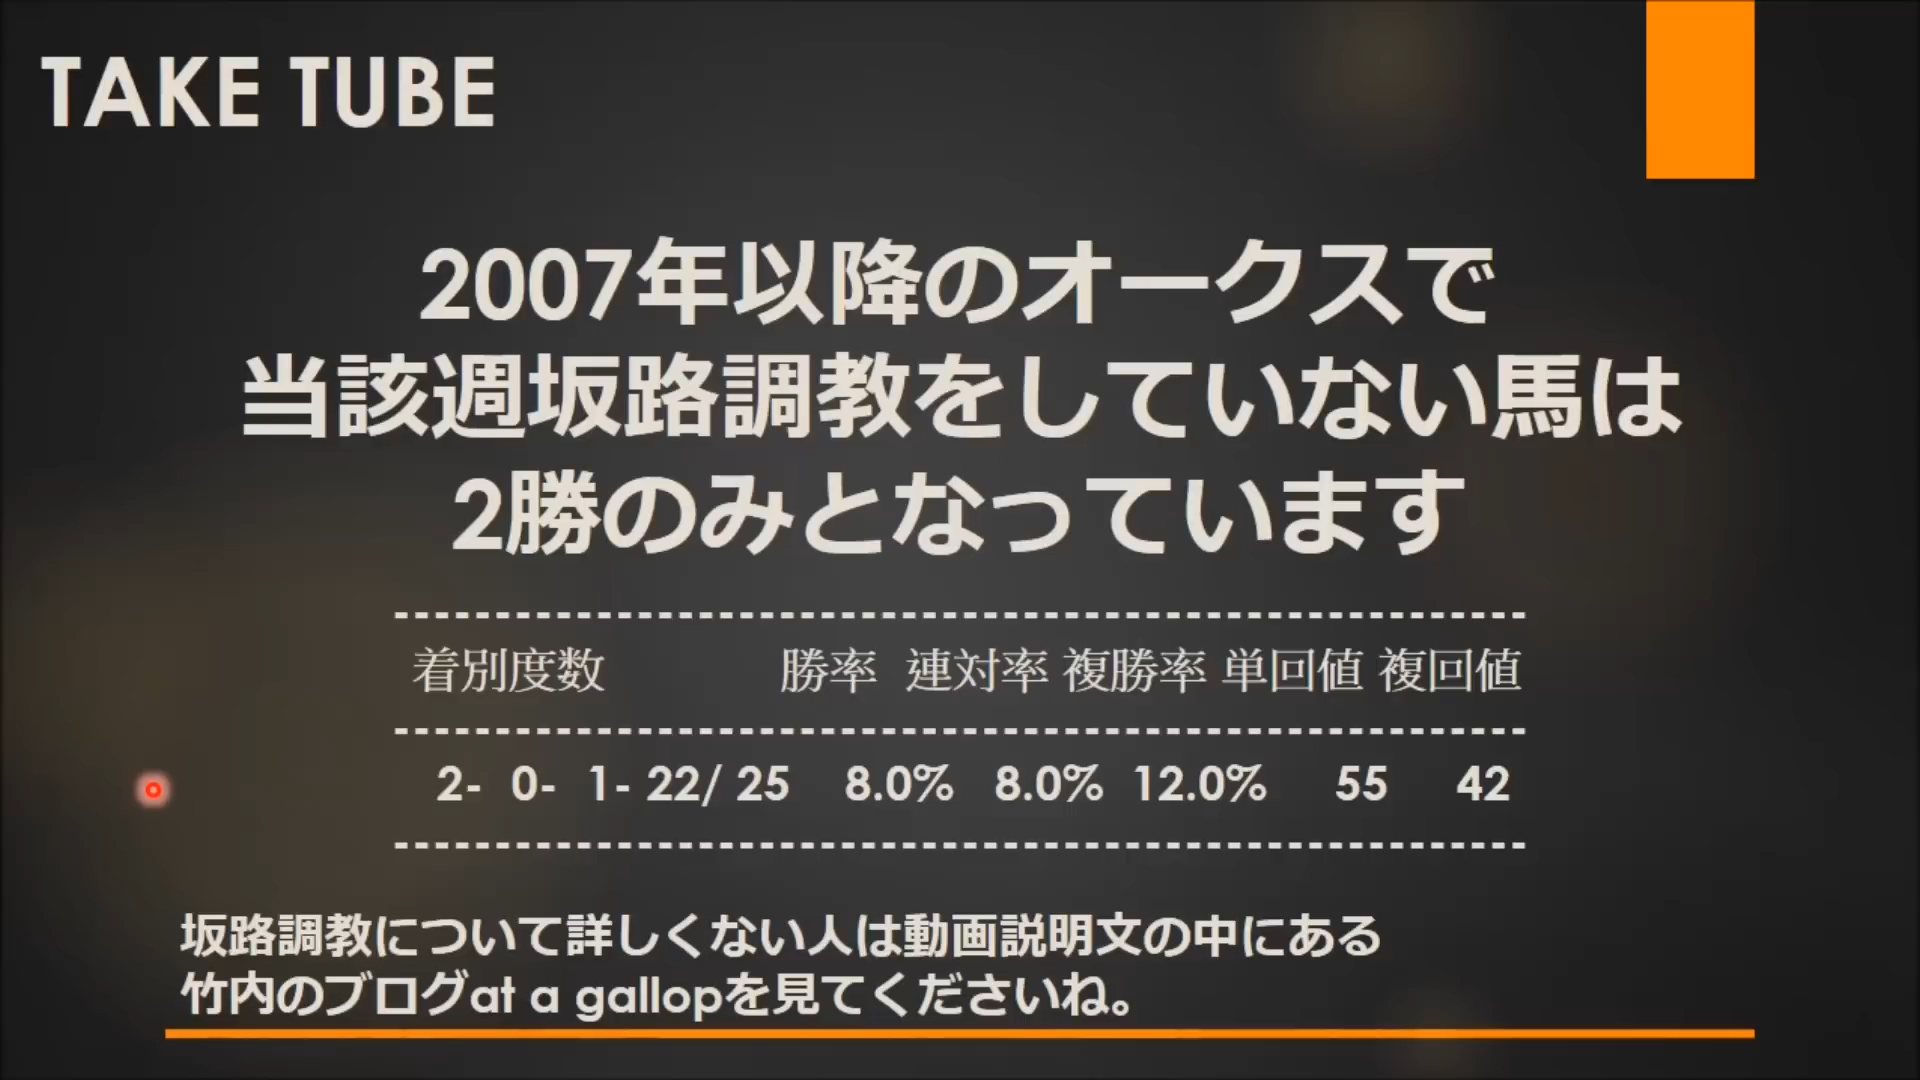 TAKE TUBE
2007年以降のオークスで
当該週坂路調教をしていない馬は
2勝のみとなっています
--------------------------------------------------------
着別度数 勝率 連対率 複勝率 単回値 複回値
--------------------------------------------------------
2- 0- 1- 22/ 25 8.0% 8.0% 12.0% 55 42
--------------------------------------------------------
坂路調教について詳しくない人は動画説明文の中にある
竹内のブログat a gallopを見てくださいね。